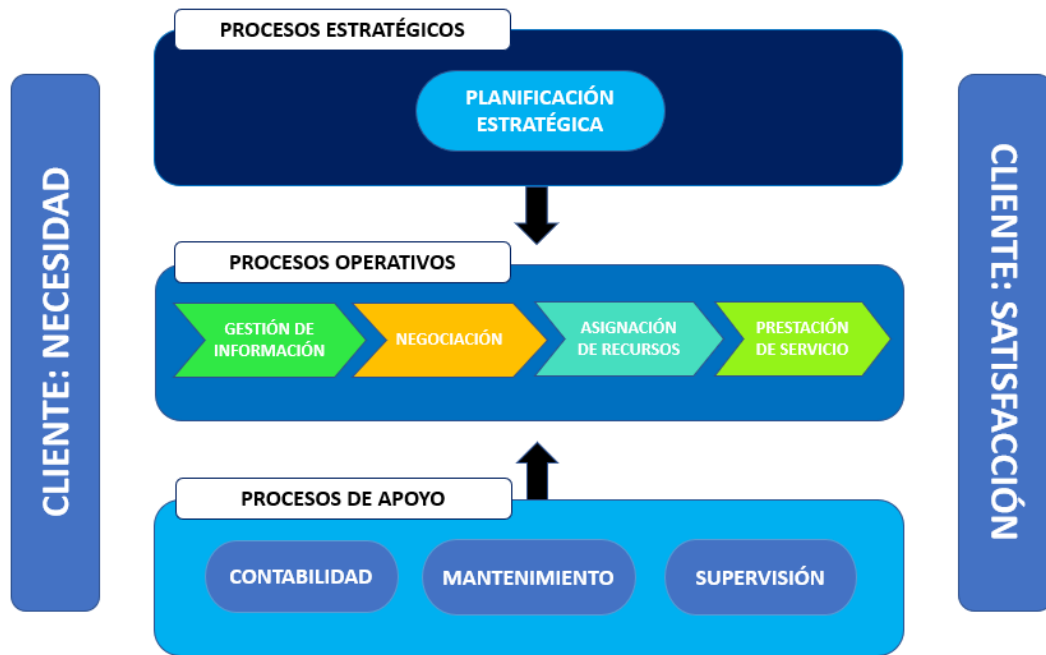 PROCESOS ESTRATÉGICOS
PLANIFICACIÓN
ESTRATÉGICA
CLIENTE: NECESIDAD
PROCESOS OPERATIVOS
GESTIÓN DE
INFORMACIÓN
NEGOCIACIÓN
ASIGNACIÓN
DE RECURSOS
PRESTACIÓN
DE SERVICIO
PROCESOS DE APOYO
CONTABILIDAD
MANTENIMIENTO
SUPERVISIÓN
CLIENTE: SATISFACCIÓN